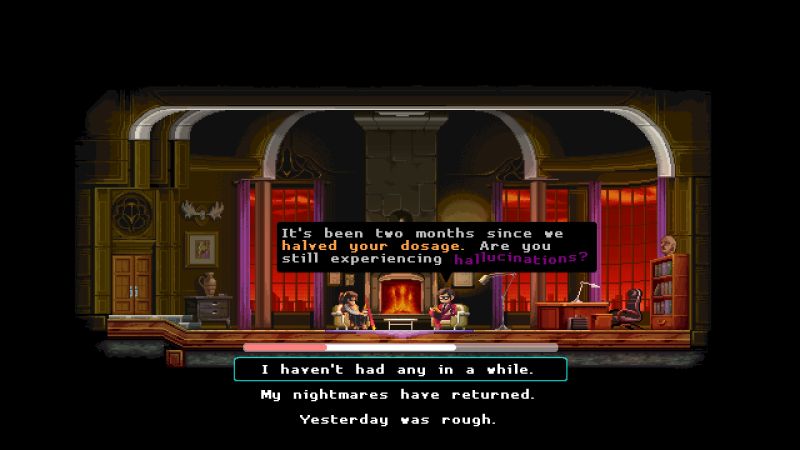 It's been two months since we
halved your dosage. Are you
still experiencing hallucinations?
I haven't had any in a while.
My nightmares have returned.
Yesterday was rough.